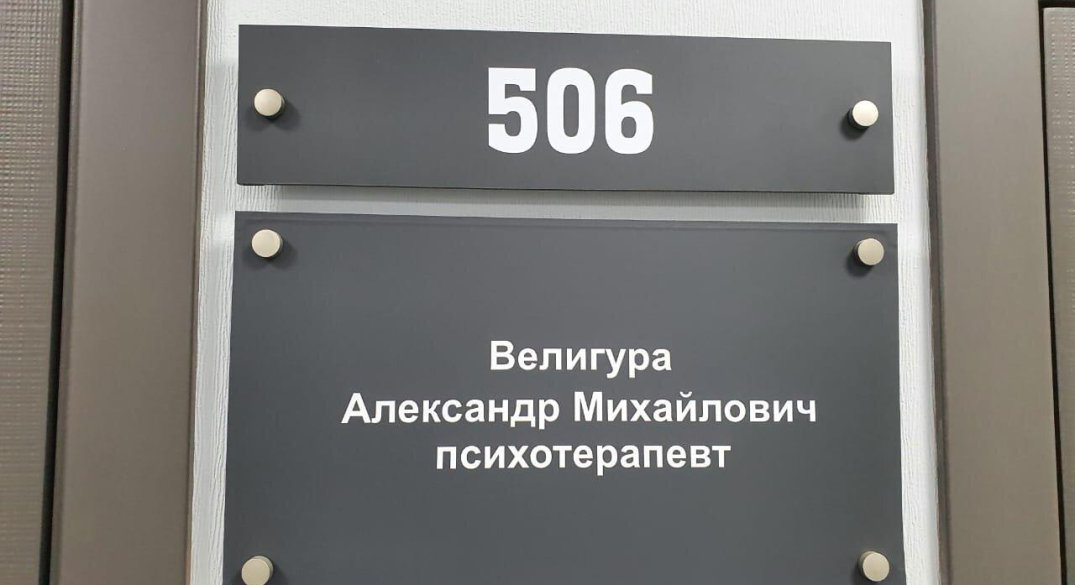 506
Велигура
Александр Михайлович
психотерапевт